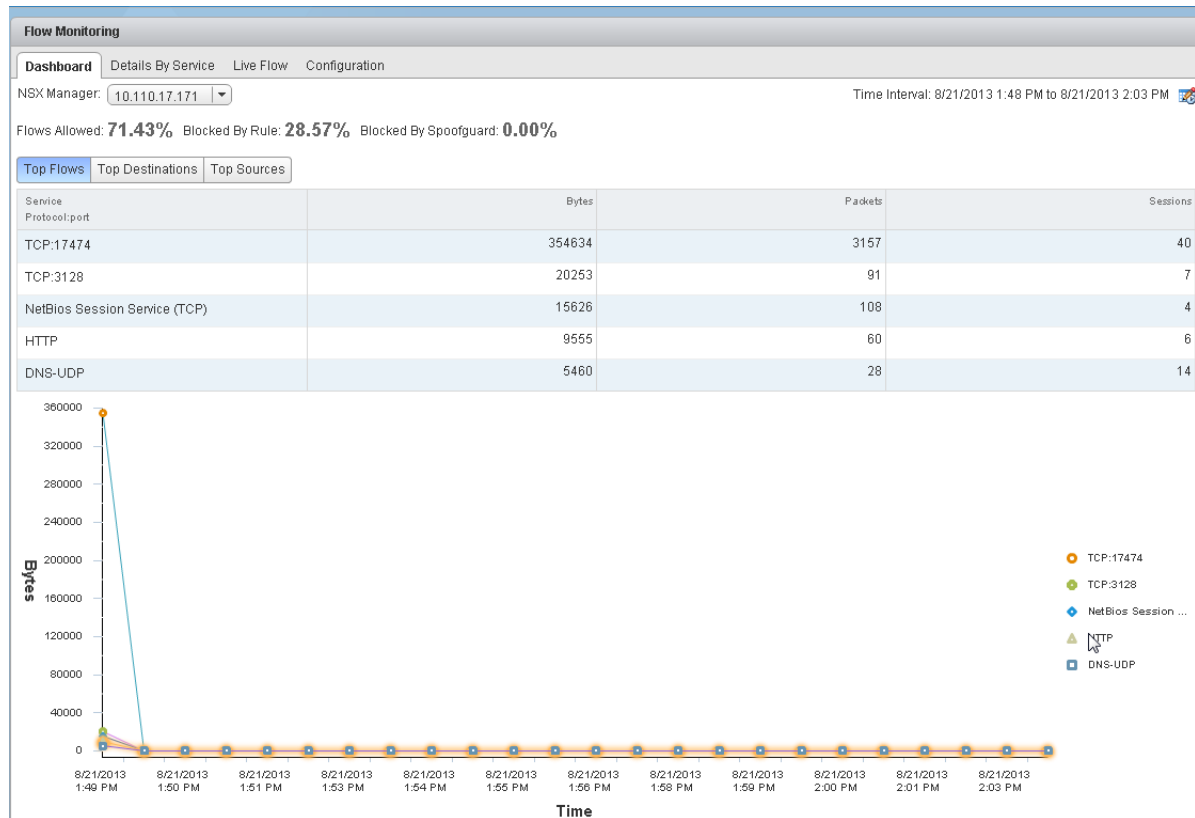 Flow Monitoring
Dashboard Details By Service Live Flow Configuration
NSX Manager: 10.110.17.171 Time Interval: 8/21/2013 1:48 PM to 8/21/2013 2:03 PM
Flows Allowed: 71.43% Blocked By Rule: 28.57% Blocked By Spoofguard: 0.00%
Top Flows Top Destinations Top Sources
Service Bytes Packets Sessions
Protocol:port
TCP:17474 354634 3157 40
TCP:3128 20253 91 7
NetBios Session Service (TCP) 15626 108 4
HTTP 9555 60 6
DNS-UDP 5460 28 14
360000
320000
280000
240000
200000
160000
120000
80000
40000
0
Bytes
TCP:17474
TCP:3128
NetBios Session ...
HTTP
DNS-UDP
8/21/2013 8/21/2013 8/21/2013 8/21/2013 8/21/2013 8/21/2013 8/21/2013 8/21/2013 8/21/2013 8/21/2013 8/21/2013 8/21/2013
1:49 PM 1:50 PM 1:51 PM 1:53 PM 1:54 PM 1:55 PM 1:56 PM 1:58 PM 1:59 PM 2:00 PM 2:01 PM 2:03 PM
Time